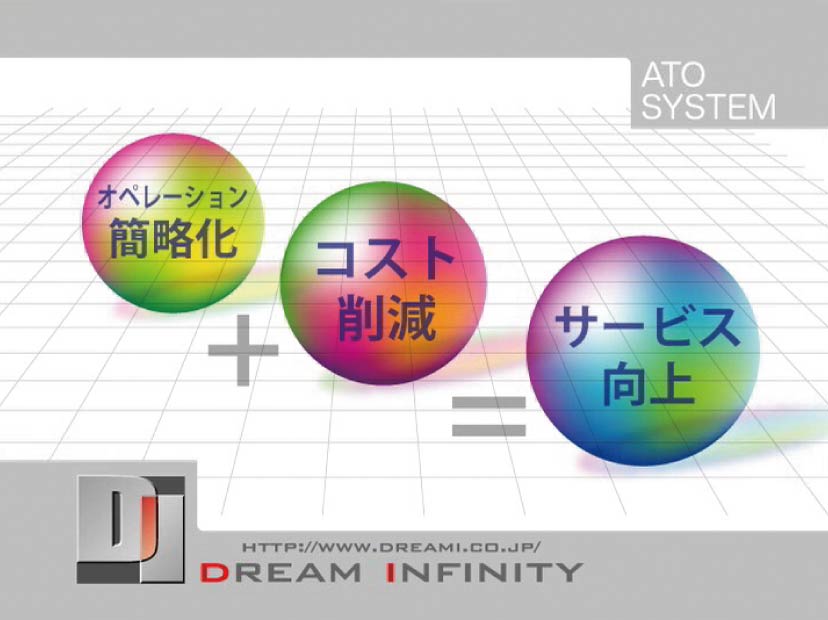 ATO
SYSTEM
オペレーション
簡略化
+
コスト
削減
=
サービス
向上
DI
HTTP://WWW.DREAMI.CO.JP/
DREAM INFINITY